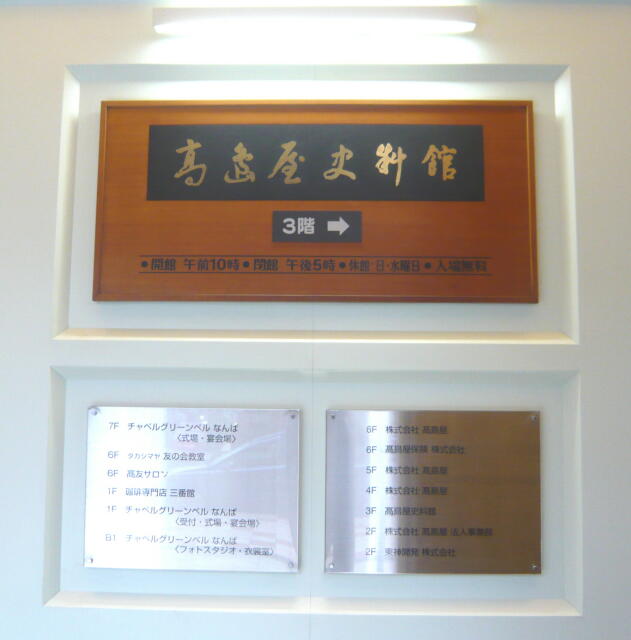 高島屋史料館
3階 ➡
●開館 午前10時●閉館 午後5時●休館・日・水曜日●入場無料
7F チャペルグリーンベル なんば
〈式場・宴会場〉
6F タカシマヤ 友の会教室
6F 髙友サロン
1F 珈琲専門店 三番館
1F チャペルグリーンベル なんば
〈受付・式場・宴会場〉
B1 チャペルグリーンベル なんば
〈フォトスタジオ・衣裳室〉
6F 株式会社 髙島屋
6F 髙島屋保険 株式会社
5F 株式会社 髙島屋
4F 株式会社 髙島屋
3F 髙島屋史料館
2F 株式会社 髙島屋 法人事業部
2F 東神開発 株式会社